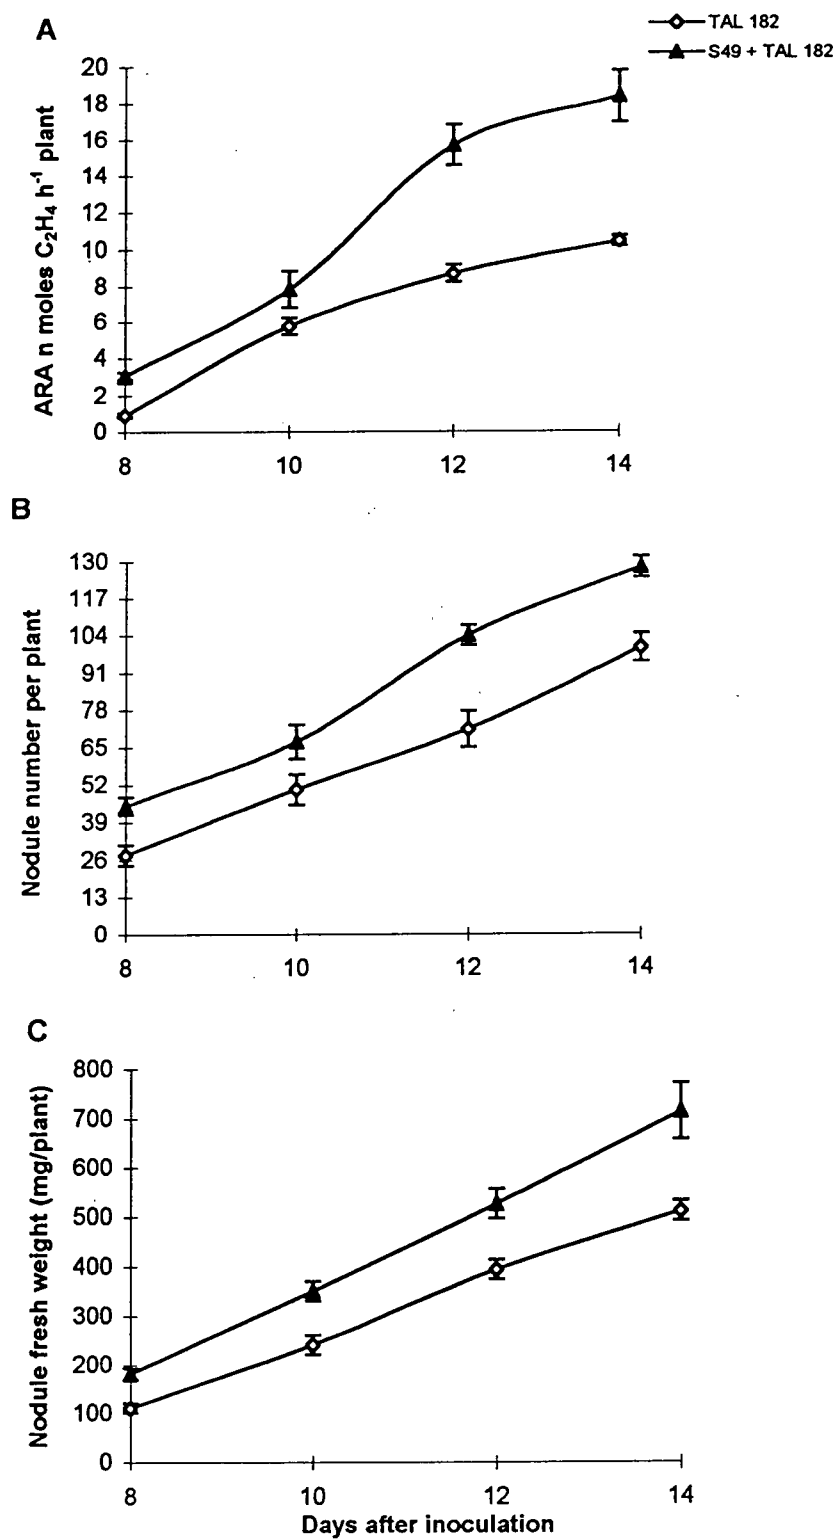 A
TAL 182
S49 + TAL 182
ARA n moles C₂H₄ h⁻¹ plant
20
18
16
14
12
10
8
6
4
2
0
8 10 12 14
B
Nodule number per plant
130
117
104
91
78
65
52
39
26
13
0
8 10 12 14
C
Nodule fresh weight (mg/plant)
800
700
600
500
400
300
200
100
0
8 10 12 14
Days after inoculation